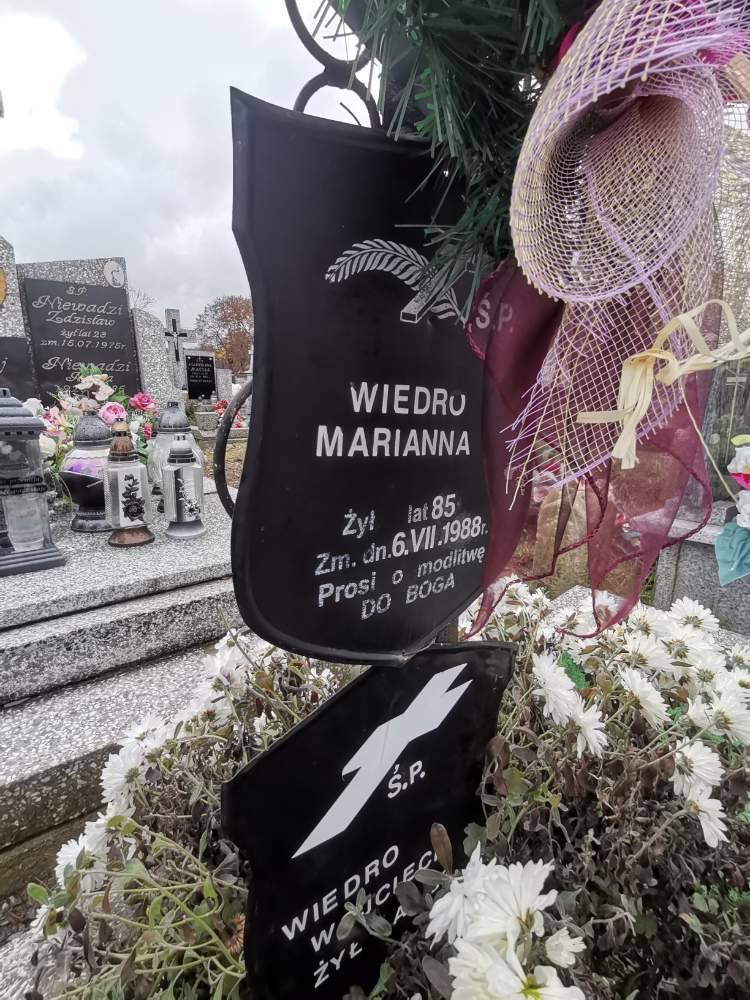 Ś.P.
WIEDRO
MARIANNA
Żył lat 85
Zm. dn. 6.VII.1988r.
Prosi o modlitwę
DO BOGA
Ś.P.
WIEDRO
ŻYŁ
Ś.P.
Niewadzi
Zdzisław
żył lat 23
zm. 15.07.1975r.
Niewadzi